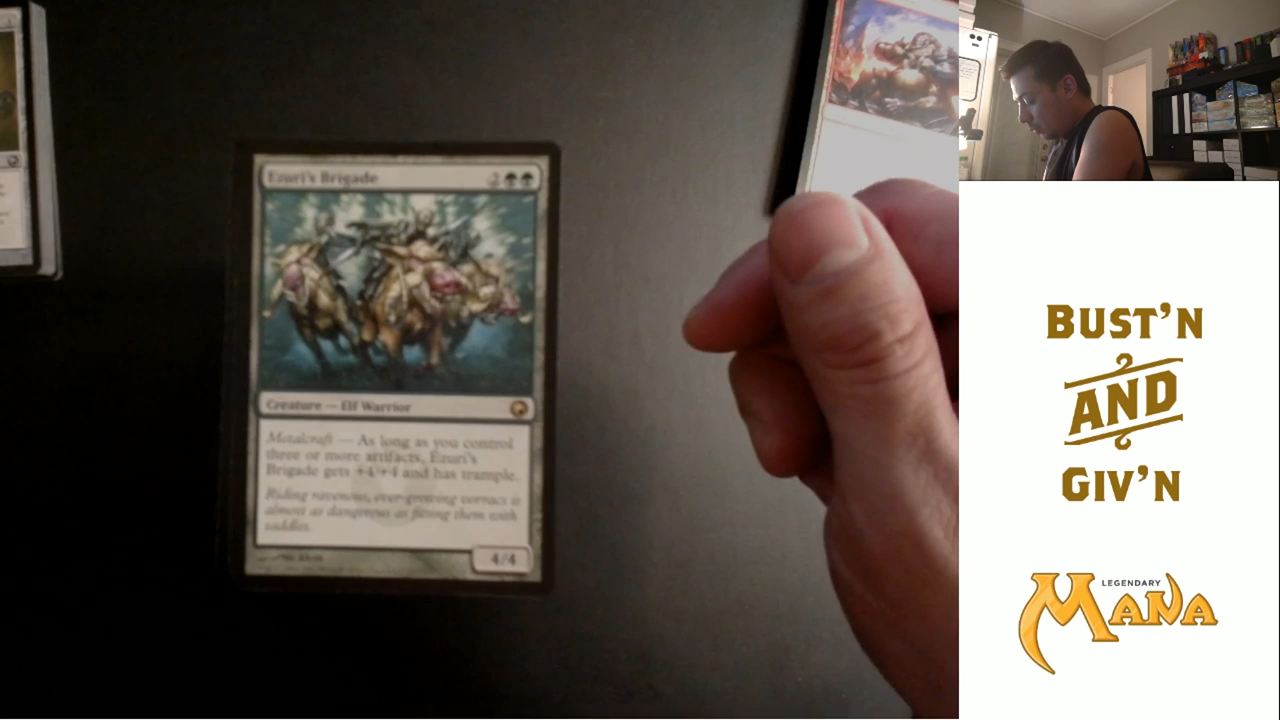 Ezuri's Brigade 2
Creature — Elf Warrior
Metalcraft — As long as you control
three or more artifacts, Ezuri's
Brigade gets +4/+4 and has trample.
Riding ravenous, ever-growing vorracs is
almost as dangerous as fitting them with
saddles.
4/4
BUST'N
AND
GIV'N
LEGENDARY
MANA